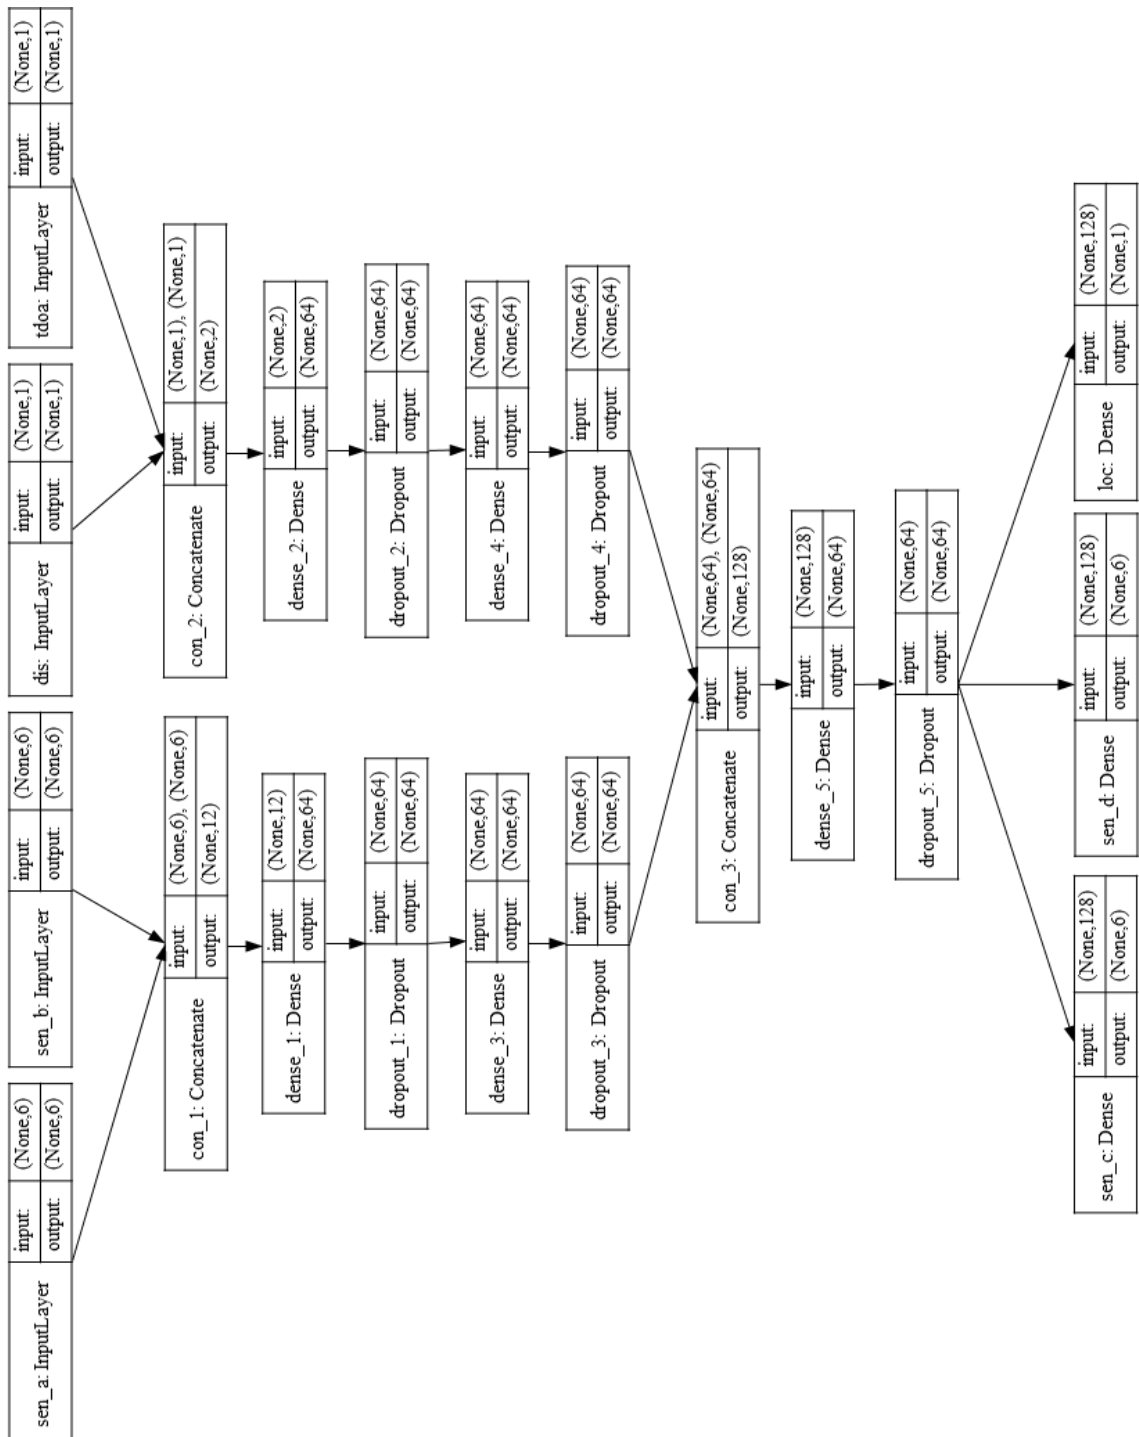 sen_a: InputLayer
input:
(None,6)
output:
(None,6)
sen_b: InputLayer
input:
(None,6)
output:
(None,6)
dis: InputLayer
input:
(None,1)
output:
(None,1)
tdoa: InputLayer
input:
(None,1)
output:
(None,1)
con_1: Concatenate
input:
(None,6), (None,6)
output:
(None,12)
con_2: Concatenate
input:
(None,1), (None,1)
output:
(None,2)
dense_1: Dense
input:
(None,12)
output:
(None,64)
dense_2: Dense
input:
(None,2)
output:
(None,64)
dropout_1: Dropout
input:
(None,64)
output:
(None,64)
dropout_2: Dropout
input:
(None,64)
output:
(None,64)
dense_3: Dense
input:
(None,64)
output:
(None,64)
dense_4: Dense
input:
(None,64)
output:
(None,64)
dropout_3: Dropout
input:
(None,64)
output:
(None,64)
dropout_4: Dropout
input:
(None,64)
output:
(None,64)
con_3: Concatenate
input:
(None,64), (None,64)
output:
(None,128)
dense_5: Dense
input:
(None,128)
output:
(None,64)
dropout_5: Dropout
input:
(None,64)
output:
(None,64)
sen_c: Dense
input:
(None,128)
output:
(None,6)
sen_d: Dense
input:
(None,128)
output:
(None,6)
loc: Dense
input:
(None,128)
output:
(None,1)